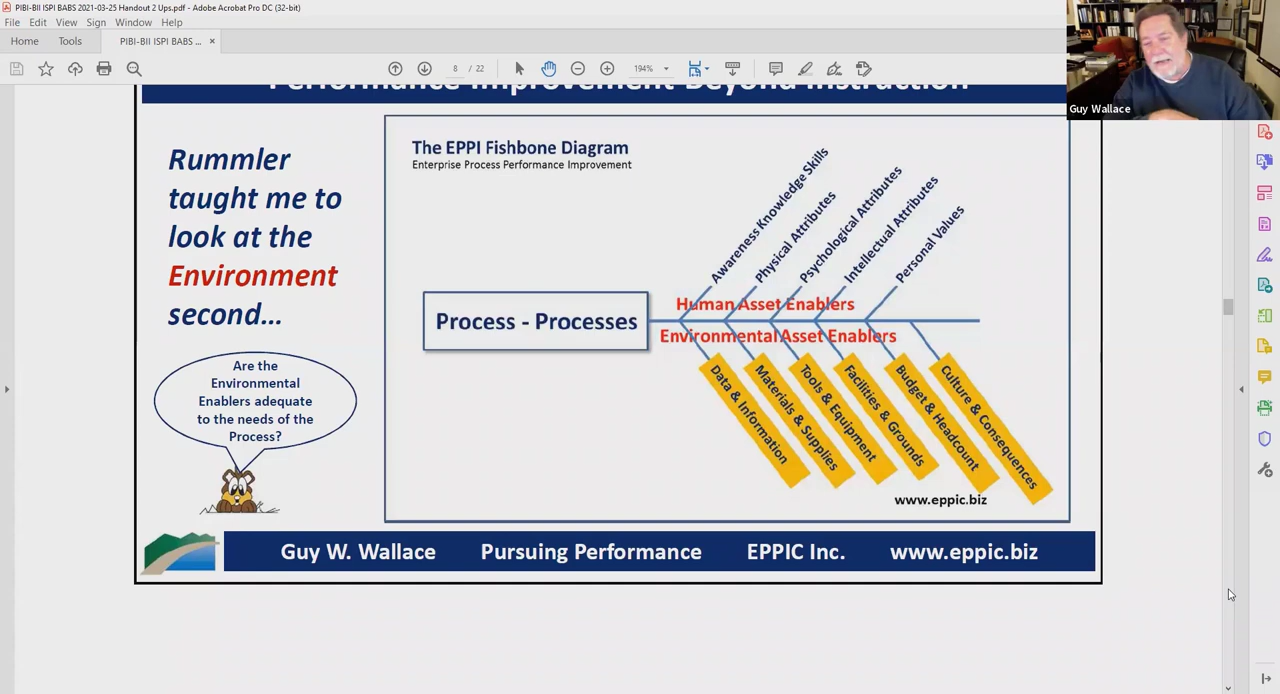 PIBI-BII ISPI BABS 2021-03-25 Handout 2 Ups.pdf - Adobe Acrobat Pro DC (32-bit)
File Edit View Sign Window Help
Home Tools PIBI-BII ISPI BABS ... ×
8 / 22 194%
Guy Wallace
Performance Improvement Beyond Instruction
Rummler
taught me to
look at the
Environment
second...
Are the
Environmental
Enablers adequate
to the needs of the
Process?
The EPPI Fishbone Diagram
Enterprise Process Performance Improvement
Awareness Knowledge Skills
Physical Attributes
Psychological Attributes
Intellectual Attributes
Personal Values
Human Asset Enablers
Process - Processes
Environmental Asset Enablers
Data & Information
Materials & Supplies
Tools & Equipment
Facilities & Grounds
Budget & Headcount
Culture & Consequences
www.eppic.biz
Guy W. Wallace Pursuing Performance EPPIC Inc. www.eppic.biz